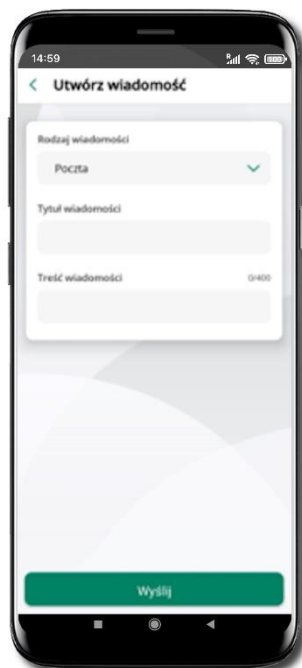 14:59
Utwórz wiadomość
Rodzaj wiadomości
Poczta
Tytuł wiadomości
Treść wiadomości 0/400
Wyślij